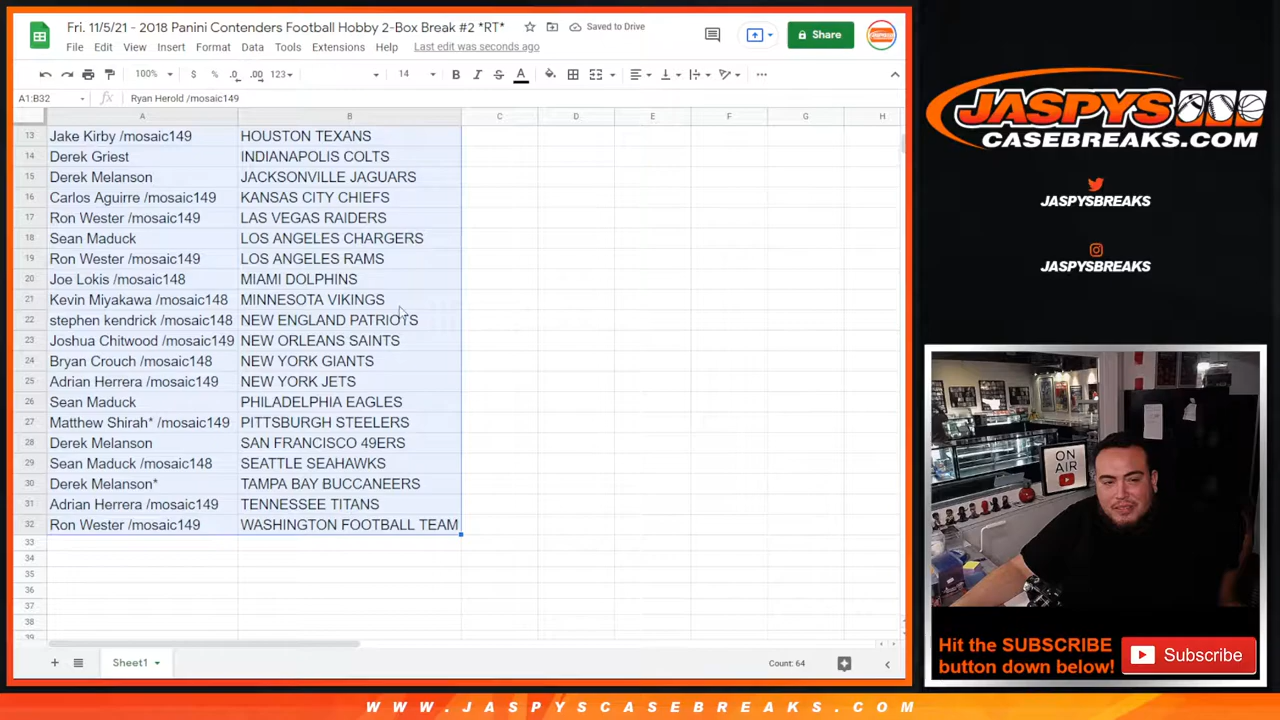 Fri. 11/5/21 - 2018 Panini Contenders Football Hobby 2-Box Break #2 *RT*
Saved to Drive
Share
File Edit View Insert Format Data Tools Extensions Help Last edit was seconds ago
100% $ % .0 .00 123 14 B I S A
A1:B32 fx Ryan Herold /mosaic149
A B C D E F G H
13 Jake Kirby /mosaic149 HOUSTON TEXANS
14 Derek Griest INDIANAPOLIS COLTS
15 Derek Melanson JACKSONVILLE JAGUARS
16 Carlos Aguirre /mosaic149 KANSAS CITY CHIEFS
17 Ron Wester /mosaic149 LAS VEGAS RAIDERS
18 Sean Maduck LOS ANGELES CHARGERS
19 Ron Wester /mosaic149 LOS ANGELES RAMS
20 Joe Lokis /mosaic148 MIAMI DOLPHINS
21 Kevin Miyakawa /mosaic148 MINNESOTA VIKINGS
22 stephen kendrick /mosaic148 NEW ENGLAND PATRIOTS
23 Joshua Chitwood /mosaic149 NEW ORLEANS SAINTS
24 Bryan Crouch /mosaic148 NEW YORK GIANTS
25 Adrian Herrera /mosaic149 NEW YORK JETS
26 Sean Maduck PHILADELPHIA EAGLES
27 Matthew Shirah* /mosaic149 PITTSBURGH STEELERS
28 Derek Melanson SAN FRANCISCO 49ERS
29 Sean Maduck /mosaic148 SEATTLE SEAHAWKS
30 Derek Melanson* TAMPA BAY BUCCANEERS
31 Adrian Herrera /mosaic149 TENNESSEE TITANS
32 Ron Wester /mosaic149 WASHINGTON FOOTBALL TEAM
33
34
35
36
37
38
39
Sheet1
Count: 64
JASPYS
CASEBREAKS.COM
JASPYSBREAKS
JASPYSBREAKS
ON
AIR
Hit the SUBSCRIBE
button down below!
Subscribe
WWW.JASPYSCASEBREAKS.COM